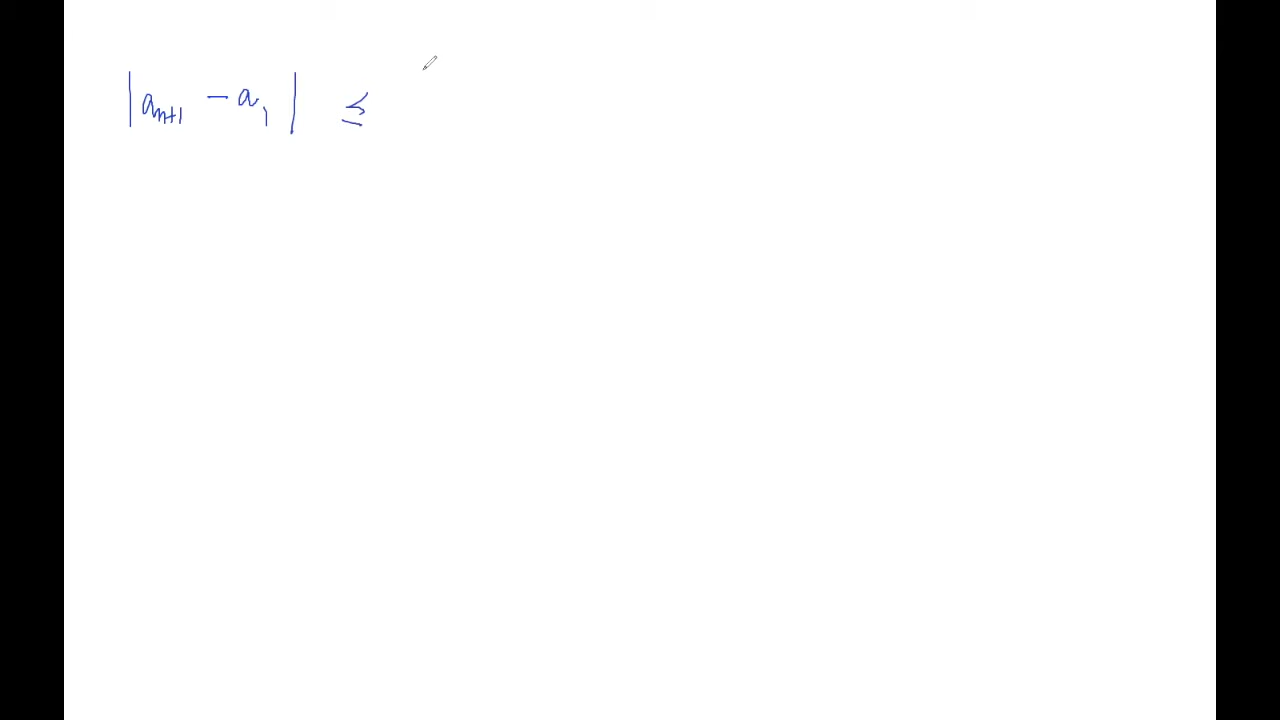 |a_{n+1} - a_1| ≤